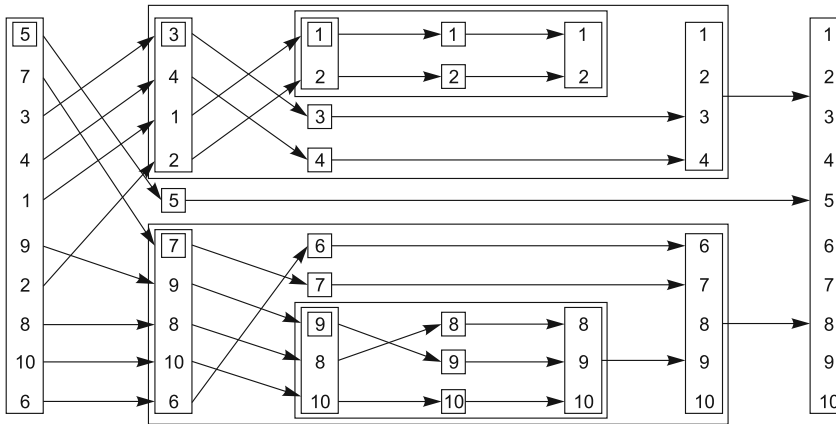 5 3 1 1 1 1 1
7 4 2 2 2 2 2
3 1 3 3 3
4 2 4 4 4
1 5 5
9 7 6 6 6
2 9 7 7 7
8 8 9 8 8 8 8
10 10 8 9 9 9 9
6 6 10 10 10 10 10